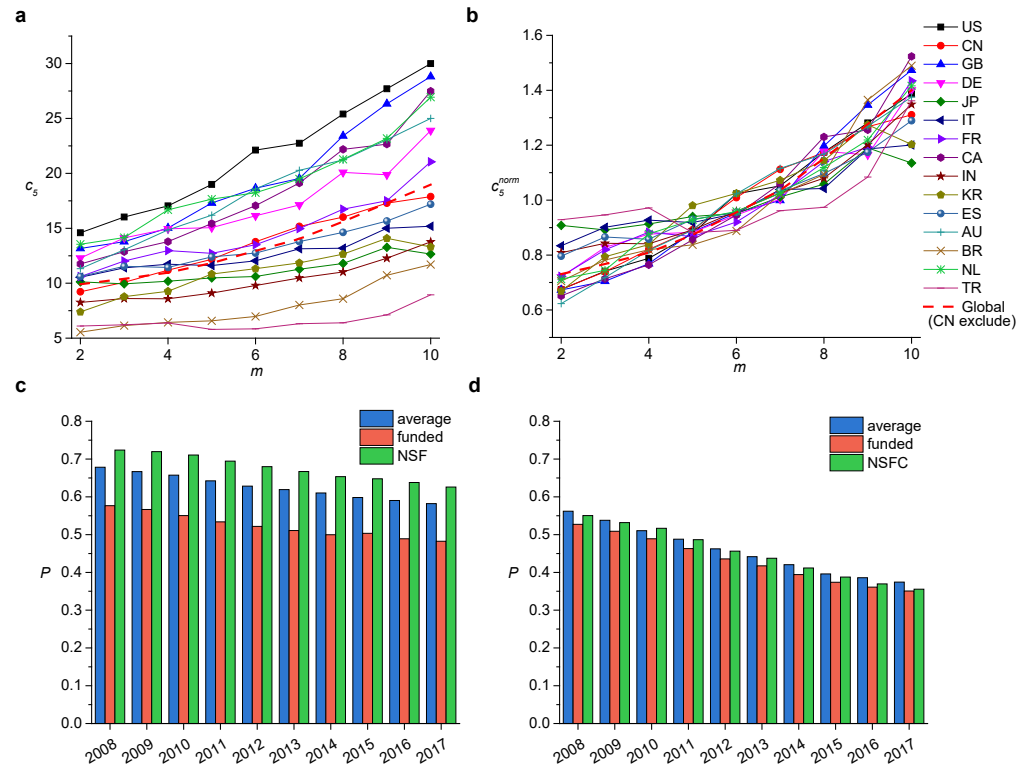 a
30
25
20
15
10
5
c5
2
4
6
8
10
m
b
1.6
1.4
1.2
1.0
0.8
0.6
c5^norm
2
4
6
8
10
m
US
CN
GB
DE
JP
IT
FR
CA
IN
KR
ES
AU
BR
NL
TR
Global
(CN exclude)
c
average
funded
NSF
0.8
0.7
0.6
0.5
0.4
0.3
0.2
0.1
0.0
P
2008
2009
2010
2011
2012
2013
2014
2015
2016
2017
d
average
funded
NSFC
0.8
0.7
0.6
0.5
0.4
0.3
0.2
0.1
0.0
P
2008
2009
2010
2011
2012
2013
2014
2015
2016
2017